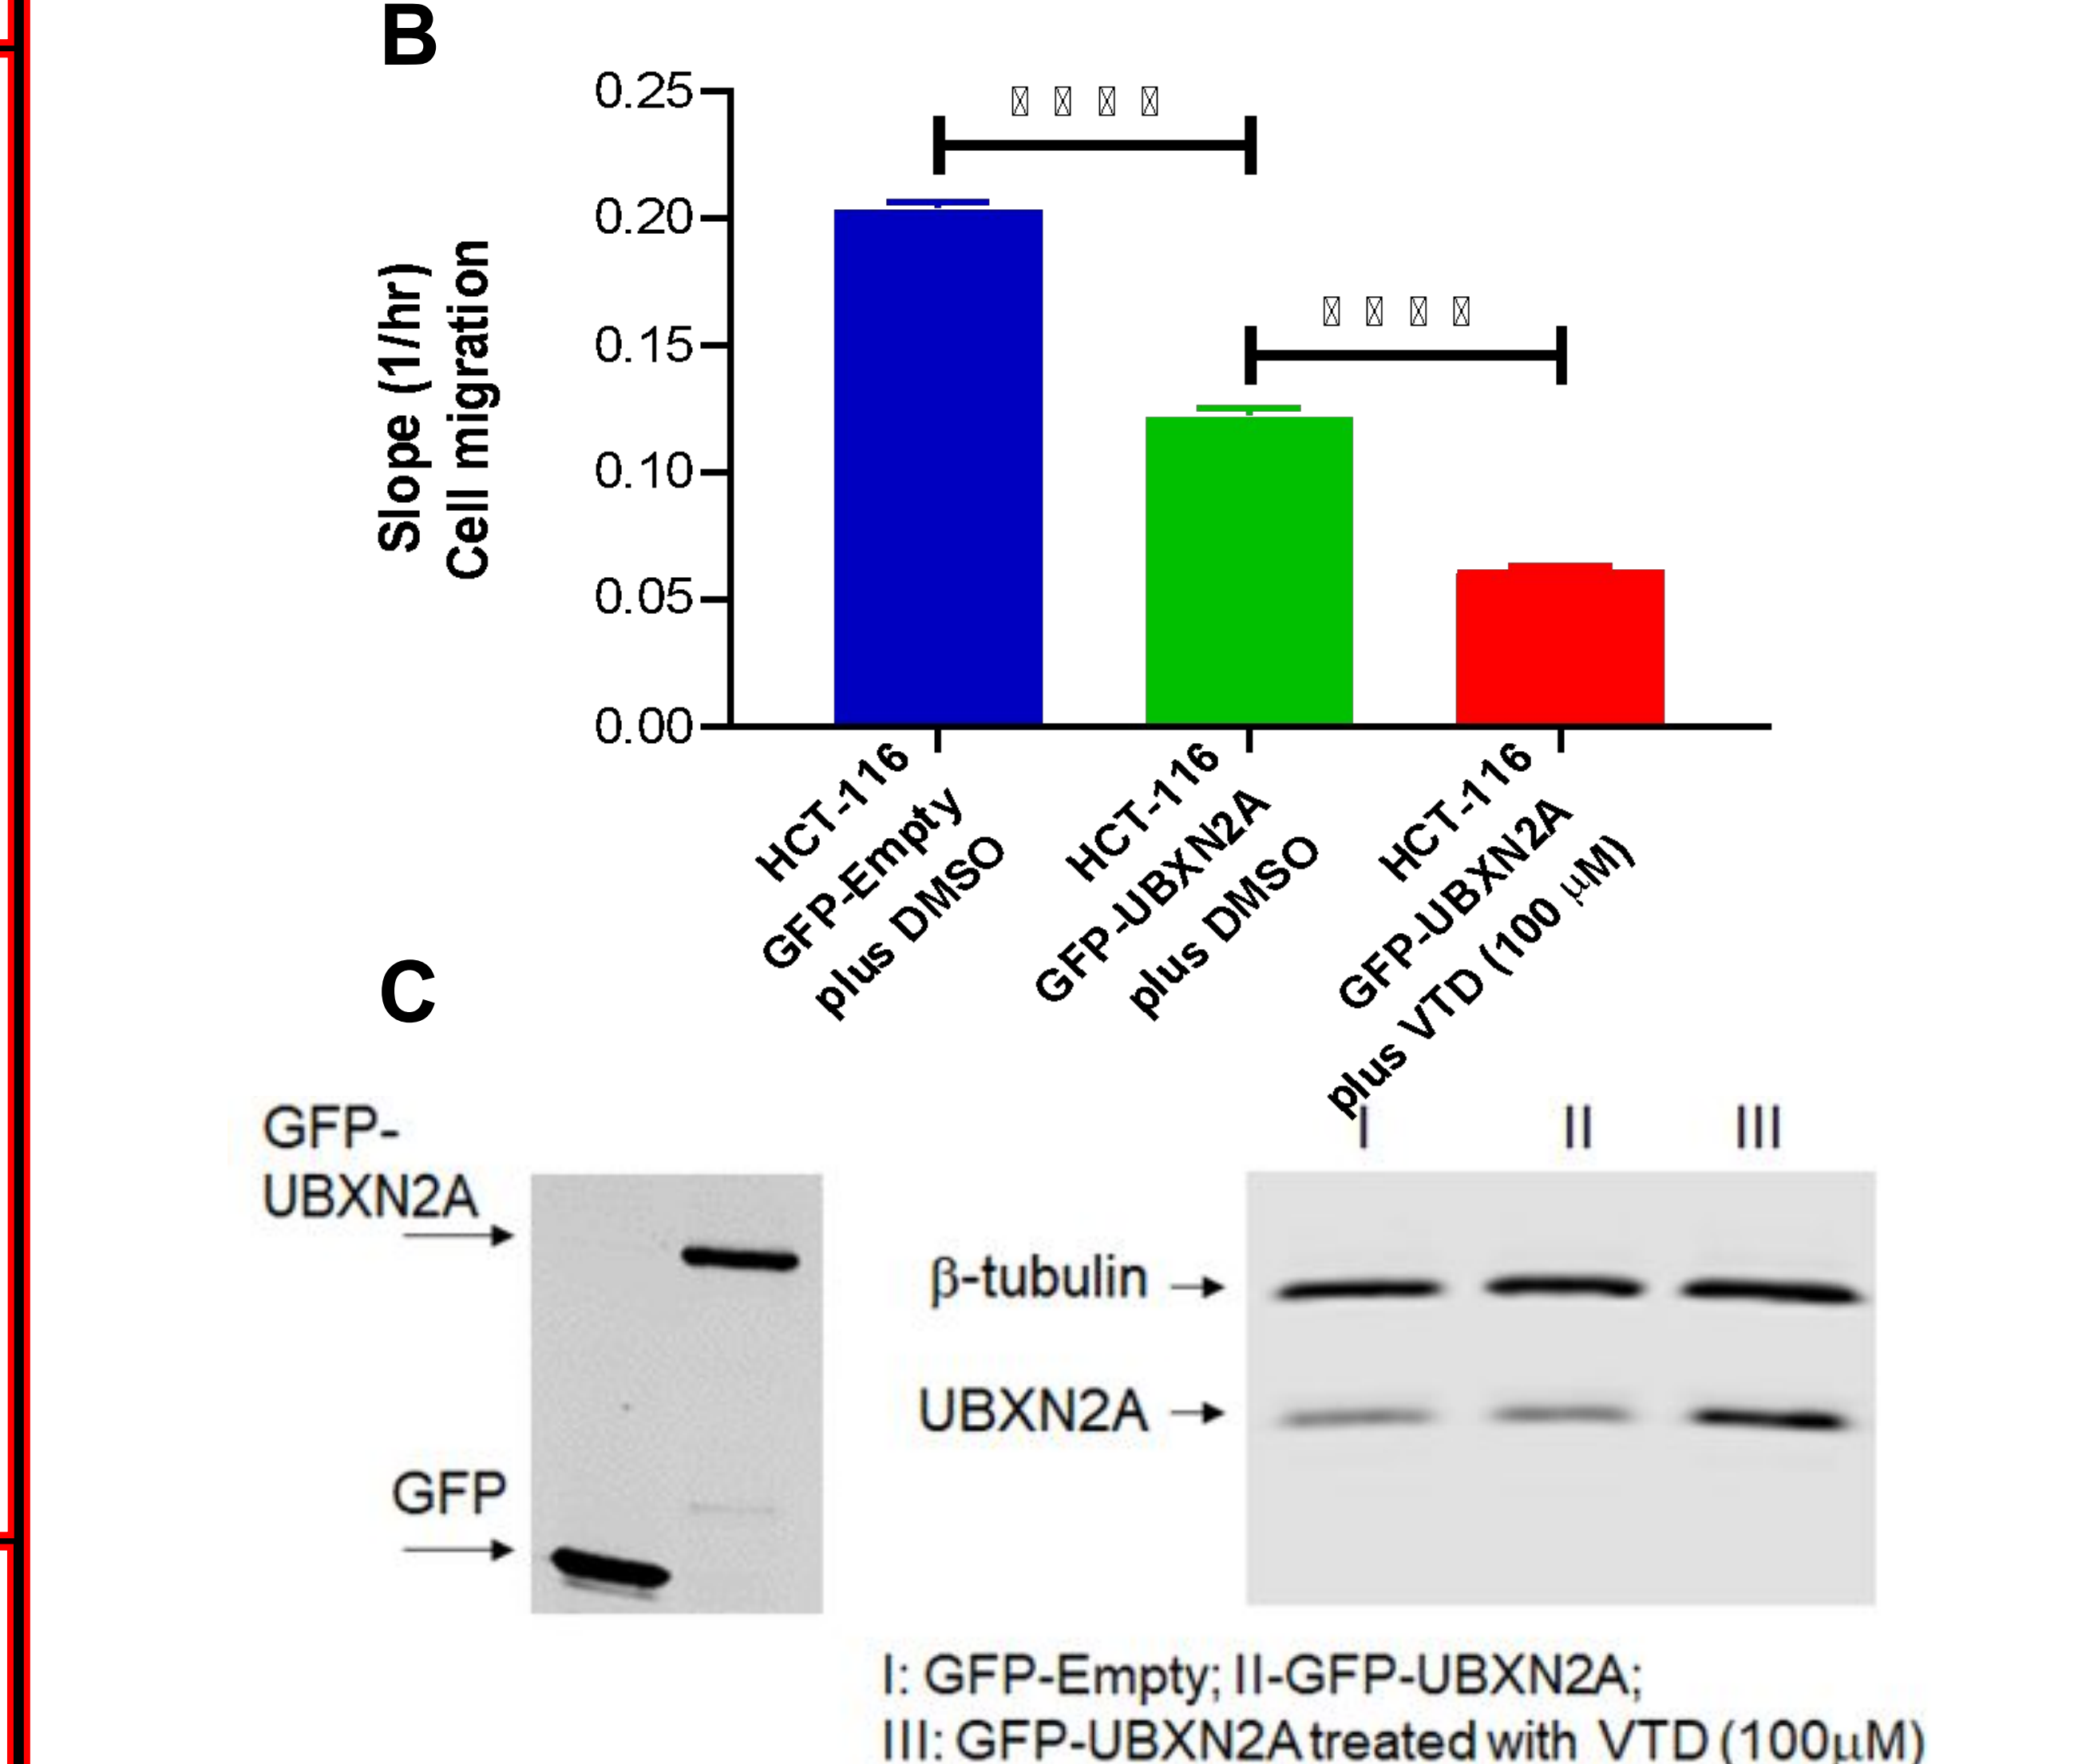 B
0.25
0.20
0.15
0.10
0.05
0.00
Slope (1/hr)
Cell migration
HCT-116
GFP-Empty
plus DMSO
HCT-116
GFP-UBXN2A
plus DMSO
HCT-116
GFP-UBXN2A
plus VTD (100 μM)
C
GFP-
UBXN2A
GFP
I II III
β-tubulin
UBXN2A
I: GFP-Empty; II-GFP-UBXN2A;
III: GFP-UBXN2A treated with VTD (100μM)